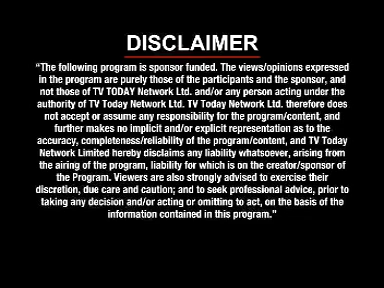 DISCLAIMER
"The following program is sponsor funded. The views/opinions expressed
in the program are purely those of the participants and the sponsor, and
not those of TV TODAY Network Ltd. and/or any person acting under the
authority of TV Today Network Ltd. TV Today Network Ltd. therefore does
not accept or assume any responsibility for the program/content, and
further makes no implicit and/or explicit representation as to the
accuracy, completeness/reliability of the program/content, and TV Today
Network Limited hereby disclaims any liability whatsoever, arising from
the airing of the program, liability for which is on the creator/sponsor of
the Program. Viewers are also strongly advised to exercise their
discretion, due care and caution; and to seek professional advice, prior to
taking any decision and/or acting or omitting to act, on the basis of the
information contained in this program."